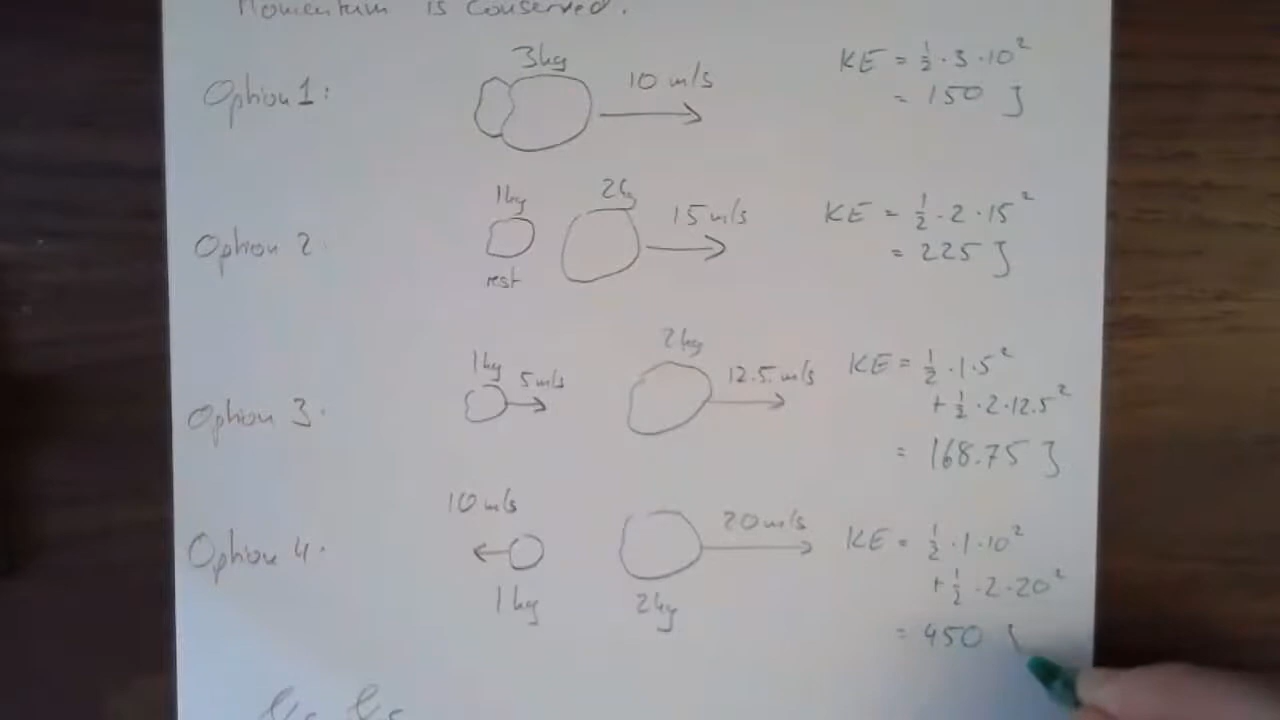 Momentum is conserved.
3kg
Option 1: 10 m/s KE = ½ · 3 · 10²
= 150 J
1kg 2kg
Option 2: 15 m/s KE = ½ · 2 · 15²
rest = 225 J
1kg 2kg
Option 3: 5m/s 12.5 m/s KE = ½ · 1 · 5²
+ ½ · 2 · 12.5²
= 168.75 J
10 m/s 20 m/s
Option 4: KE = ½ · 1 · 10²
1kg 2kg + ½ · 2 · 20²
= 450